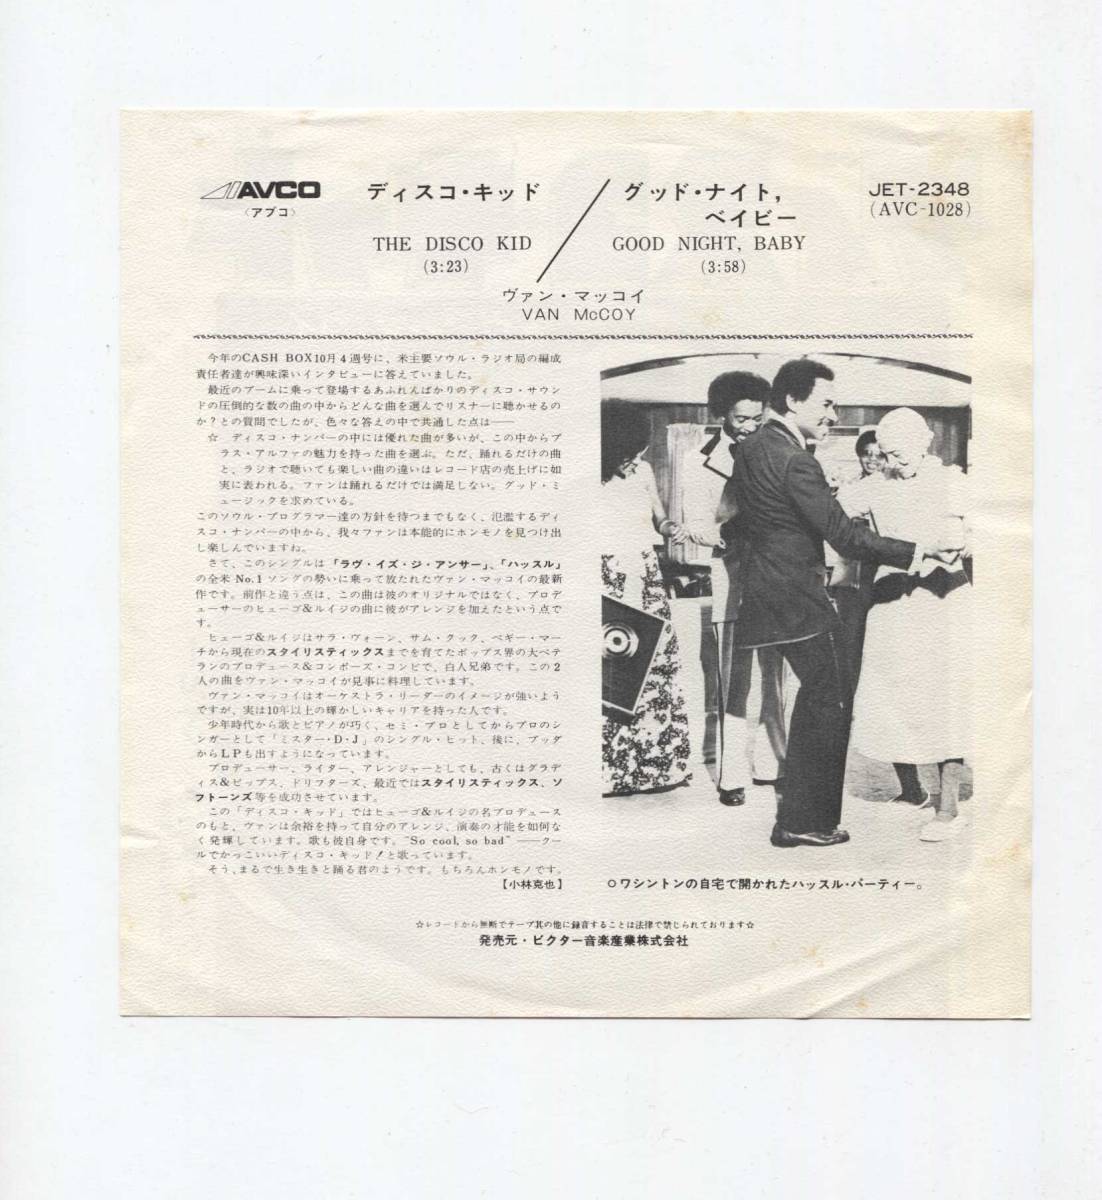 AVCO
〈アブコ〉
ディスコ・キッド
THE DISCO KID
(3:23)
グッド・ナイト,
ベイビー
GOOD NIGHT, BABY
(3:58)
JET-2348
(AVC-1028)
ヴァン・マッコイ
VAN McCOY
今年のCASH BOX10月4週号に、米主要ソウル・ラジオ局の編成
責任者達が興味深いインタビューに答えていました。
最近のブームに乗って登場するあふれんばかりのディスコ・サウン
ドの圧倒的な数の曲の中からどんな曲を選んでリスナーに聴かせるの
か?との質問でしたが、色々な答えの中で共通した点は——
☆ ディスコ・ナンバーの中には優れた曲が多いが、この中からプ
ラス・アルファの魅力を持った曲を選ぶ。ただ、踊れるだけの曲
と、ラジオで聴いても楽しい曲の違いはレコード店の売上げに如
実に表われる。ファンは踊れるだけでは満足しない。グッド・ミ
ュージックを求めている。
このソウル・プログラマー達の方針を待つまでもなく、氾濫するディ
スコ・ナンバーの中から、我々ファンは本能的にホンモノを見つけ出
し楽しんでいますね。
さて、このシングルは「ラヴ・イズ・ジ・アンサー」、「ハッスル」
の全米No.1ソングの勢いに乗って放たれたヴァン・マッコイの最新
作です。前作と違う点は、この曲は彼のオリジナルではなく、プロデ
ューサーのヒューゴ&ルイジの曲に彼がアレンジを加えたという点で
す。
ヒューゴ&ルイジはサラ・ヴォーン、サム・クック、ペギー・マー
チから現在のスタイリスティックスまでを育てたポップス界の大ベテ
ランのプロデュース&コンポーズ・コンビで、白人兄弟です。この2
人の曲をヴァン・マッコイが見事に料理しています。
ヴァン・マッコイはオーケストラ・リーダーのイメージが強いよう
ですが、実は10年以上の輝かしいキャリアを持った人です。
少年時代から歌とピアノが巧く、セミ・プロとしてからプロのシ
ンガーとして「ミスター・D・J」のシングル・ヒット、後に、ブッダ
からLPも出すようになっています。
プロデューサー、ライター、アレンジャーとしても、古くはグラデ
ィス&ピップス、ドリフターズ、最近ではスタイリスティックス、ソ
フトーンズ等を成功させています。
この「ディスコ・キッド」ではヒューゴ&ルイジの名プロデュース
のもと、ヴァンは余裕を持って自分のアレンジ、演奏の才能を如何な
く発揮しています。歌も彼自身です。"So cool, so bad" ——クー
ルでかっこいいディスコ・キッド!と歌っています。
そう、まるで生き生きと踊る君のようです。もちろんホンモノです。
【小林克也】
○ワシントンの自宅で開かれたハッスル・パーティー。
☆レコードから無断でテープ其の他に録音することは法律で禁じられております☆
発売元・ビクター音楽産業株式会社